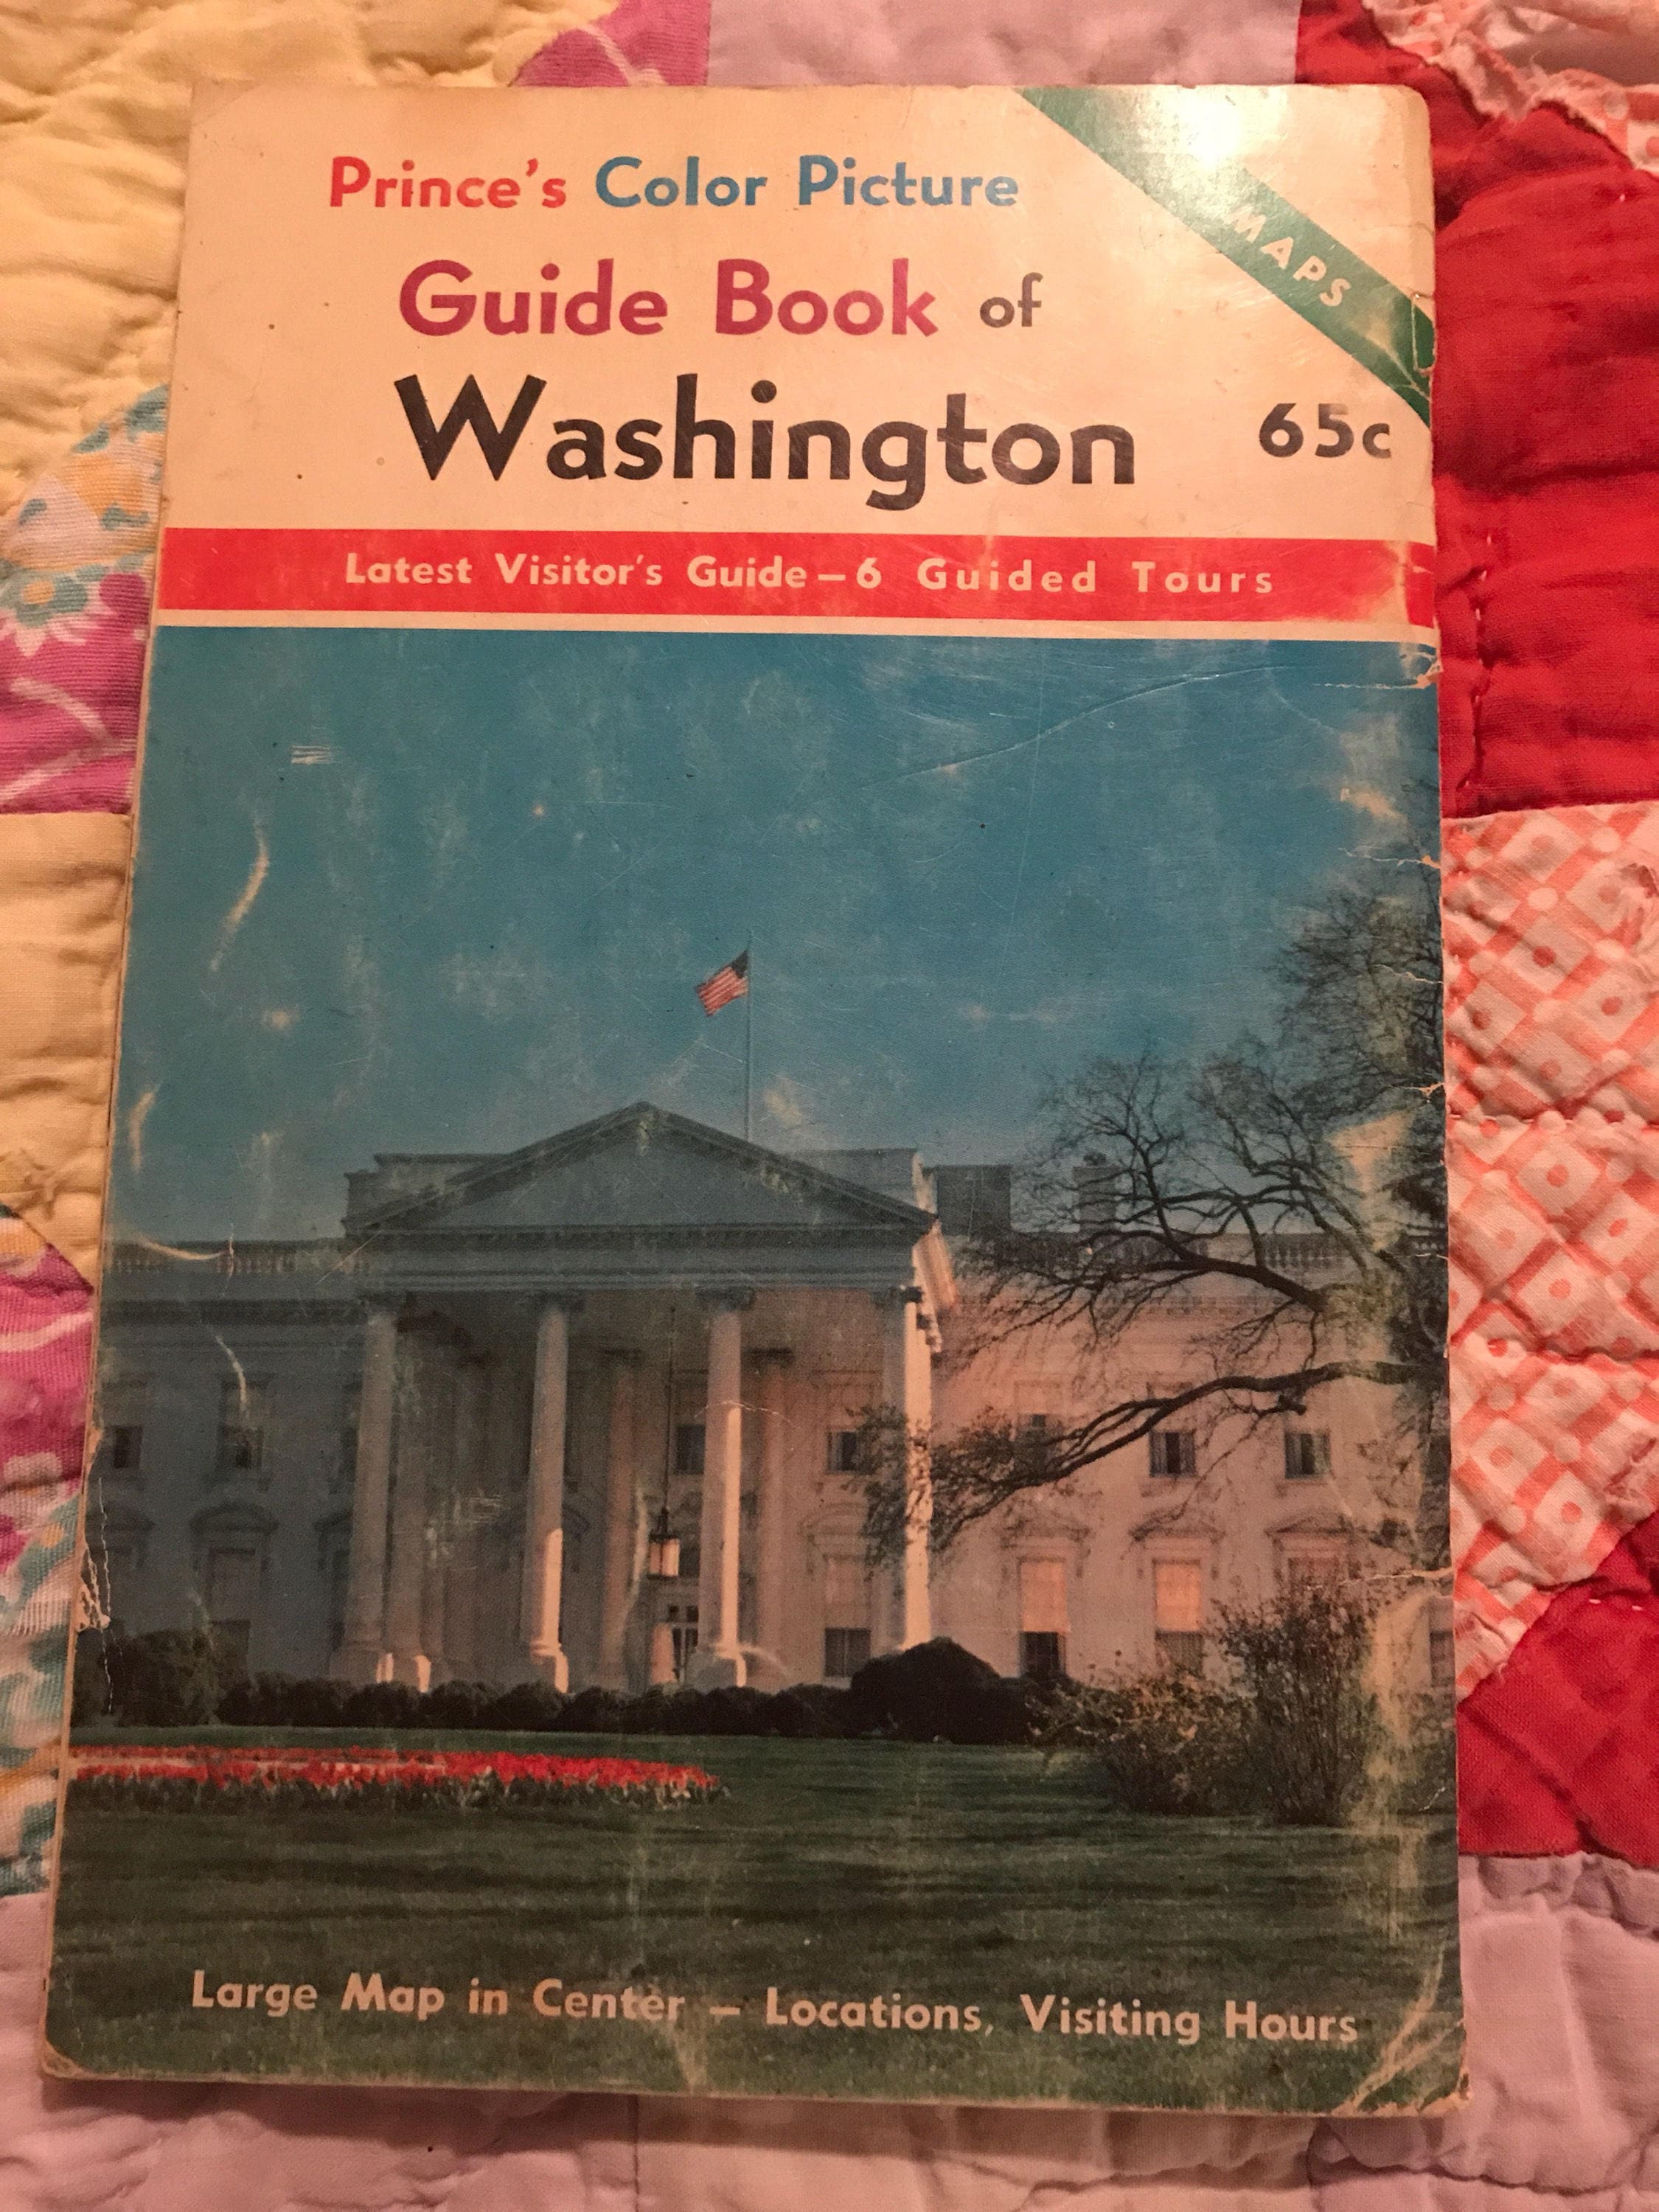 Prince's Color Picture
Guide Book of
Washington
MAPS
65c
Latest Visitor's Guide — 6 Guided Tours
Large Map in Center — Locations, Visiting Hours